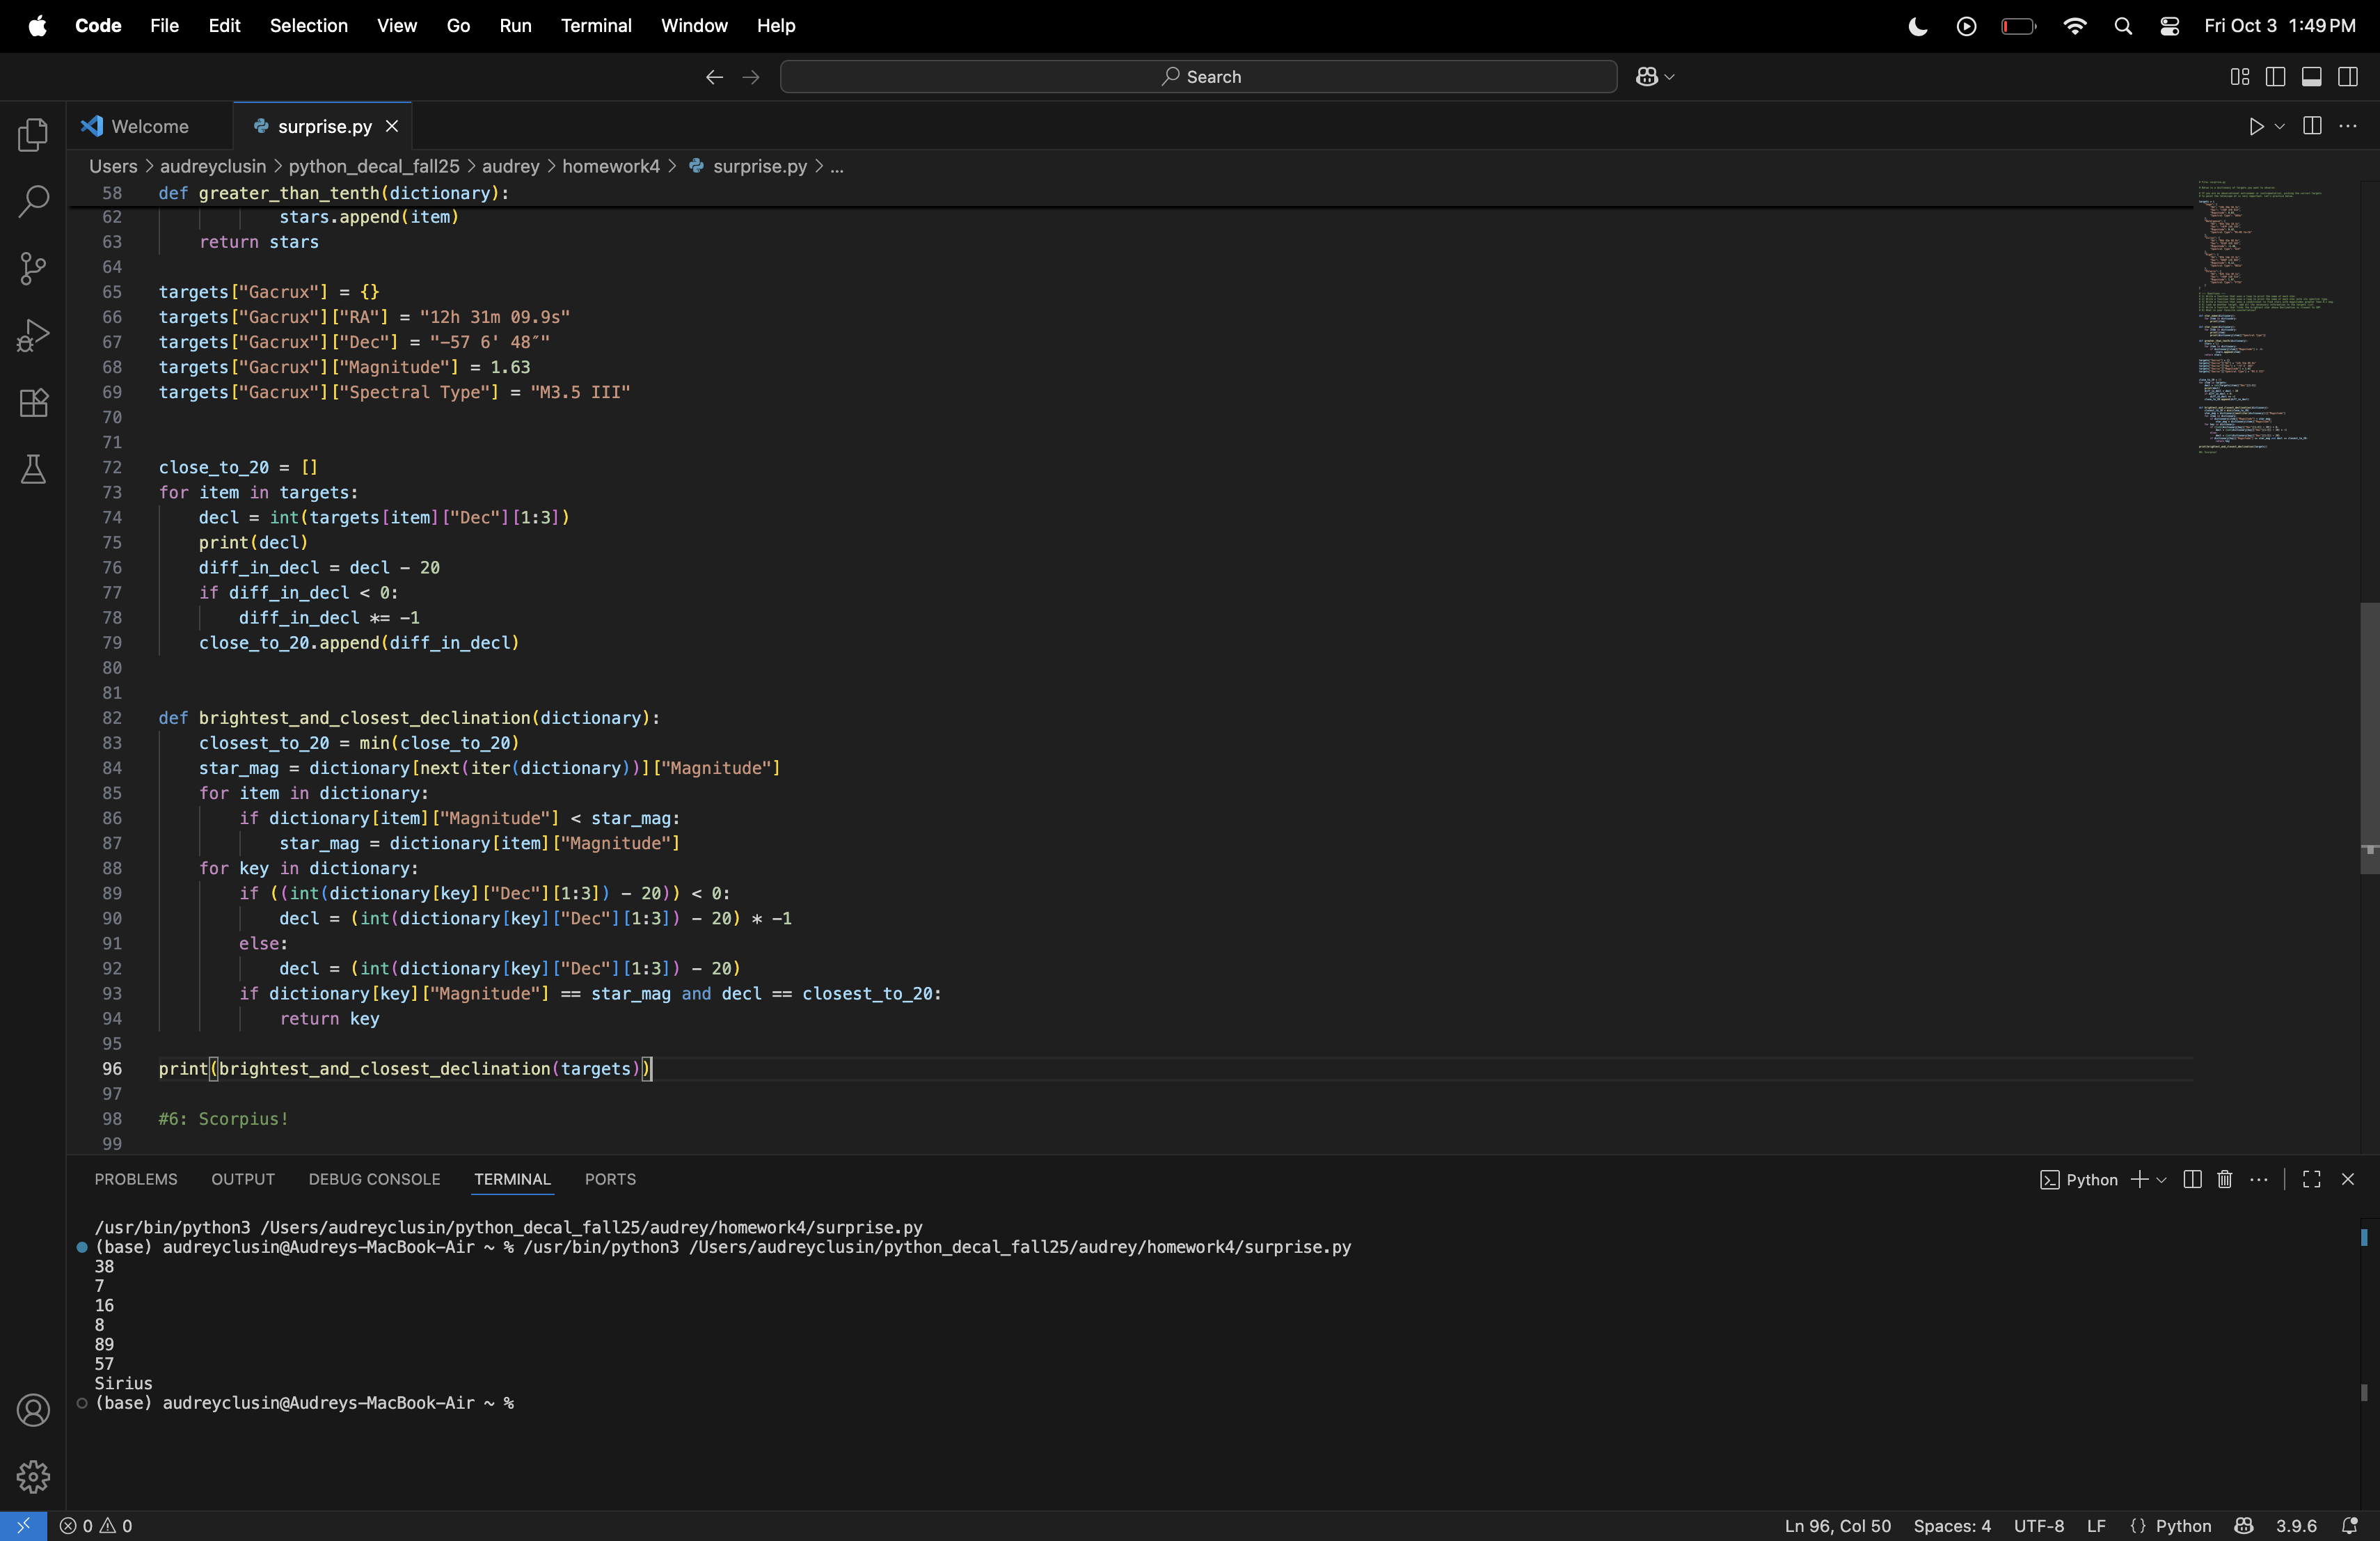 Code File Edit Selection View Go Run Terminal Window Help Fri Oct 3 1:49 PM
Search
Welcome surprise.py
Users > audreyclusin > python_decal_fall25 > audrey > homework4 > surprise.py > ...
58 def greater_than_tenth(dictionary):
62 stars.append(item)
63 return stars
64
65 targets["Gacrux"] = {}
66 targets["Gacrux"]["RA"] = "12h 31m 09.9s"
67 targets["Gacrux"]["Dec"] = "-57 6' 48″"
68 targets["Gacrux"]["Magnitude"] = 1.63
69 targets["Gacrux"]["Spectral Type"] = "M3.5 III"
70
71
72 close_to_20 = []
73 for item in targets:
74 decl = int(targets[item]["Dec"][1:3])
75 print(decl)
76 diff_in_decl = decl - 20
77 if diff_in_decl < 0:
78 diff_in_decl *= -1
79 close_to_20.append(diff_in_decl)
80
81
82 def brightest_and_closest_declination(dictionary):
83 closest_to_20 = min(close_to_20)
84 star_mag = dictionary[next(iter(dictionary))]["Magnitude"]
85 for item in dictionary:
86 if dictionary[item]["Magnitude"] < star_mag:
87 star_mag = dictionary[item]["Magnitude"]
88 for key in dictionary:
89 if ((int(dictionary[key]["Dec"][1:3]) - 20)) < 0:
90 decl = (int(dictionary[key]["Dec"][1:3]) - 20) * -1
91 else:
92 decl = (int(dictionary[key]["Dec"][1:3]) - 20)
93 if dictionary[key]["Magnitude"] == star_mag and decl == closest_to_20:
94 return key
95
96 print(brightest_and_closest_declination(targets))
97
98 #6: Scorpius!
99
PROBLEMS OUTPUT DEBUG CONSOLE TERMINAL PORTS Python
/usr/bin/python3 /Users/audreyclusin/python_decal_fall25/audrey/homework4/surprise.py
(base) audreyclusin@Audreys-MacBook-Air ~ % /usr/bin/python3 /Users/audreyclusin/python_decal_fall25/audrey/homework4/surprise.py
38
7
16
8
89
57
Sirius
(base) audreyclusin@Audreys-MacBook-Air ~ %
0 0 Ln 96, Col 50 Spaces: 4 UTF-8 LF {} Python 3.9.6